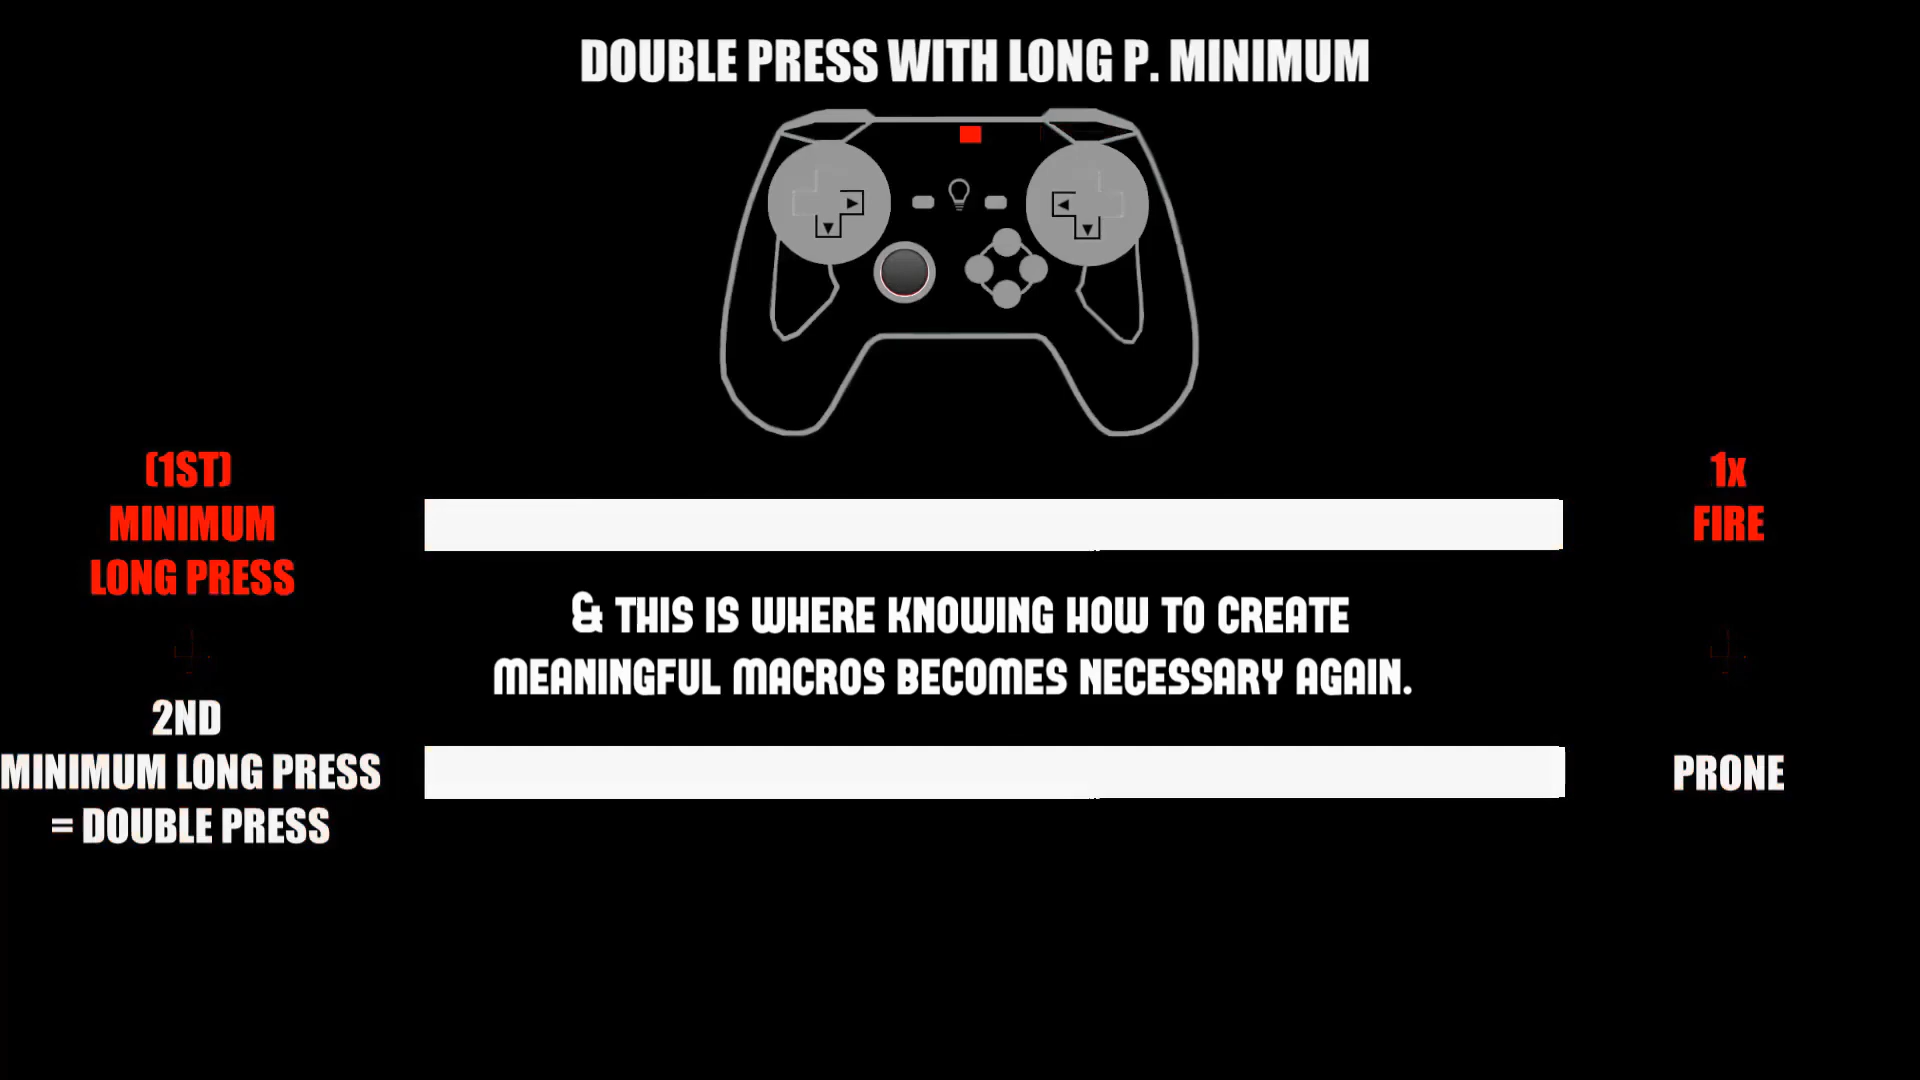 DOUBLE PRESS WITH LONG P. MINIMUM
(1ST)
MINIMUM
LONG PRESS
1x
FIRE
& THIS IS WHERE KNOWING HOW TO CREATE
MEANINGFUL MACROS BECOMES NECESSARY AGAIN.
2ND
MINIMUM LONG PRESS
= DOUBLE PRESS
PRONE